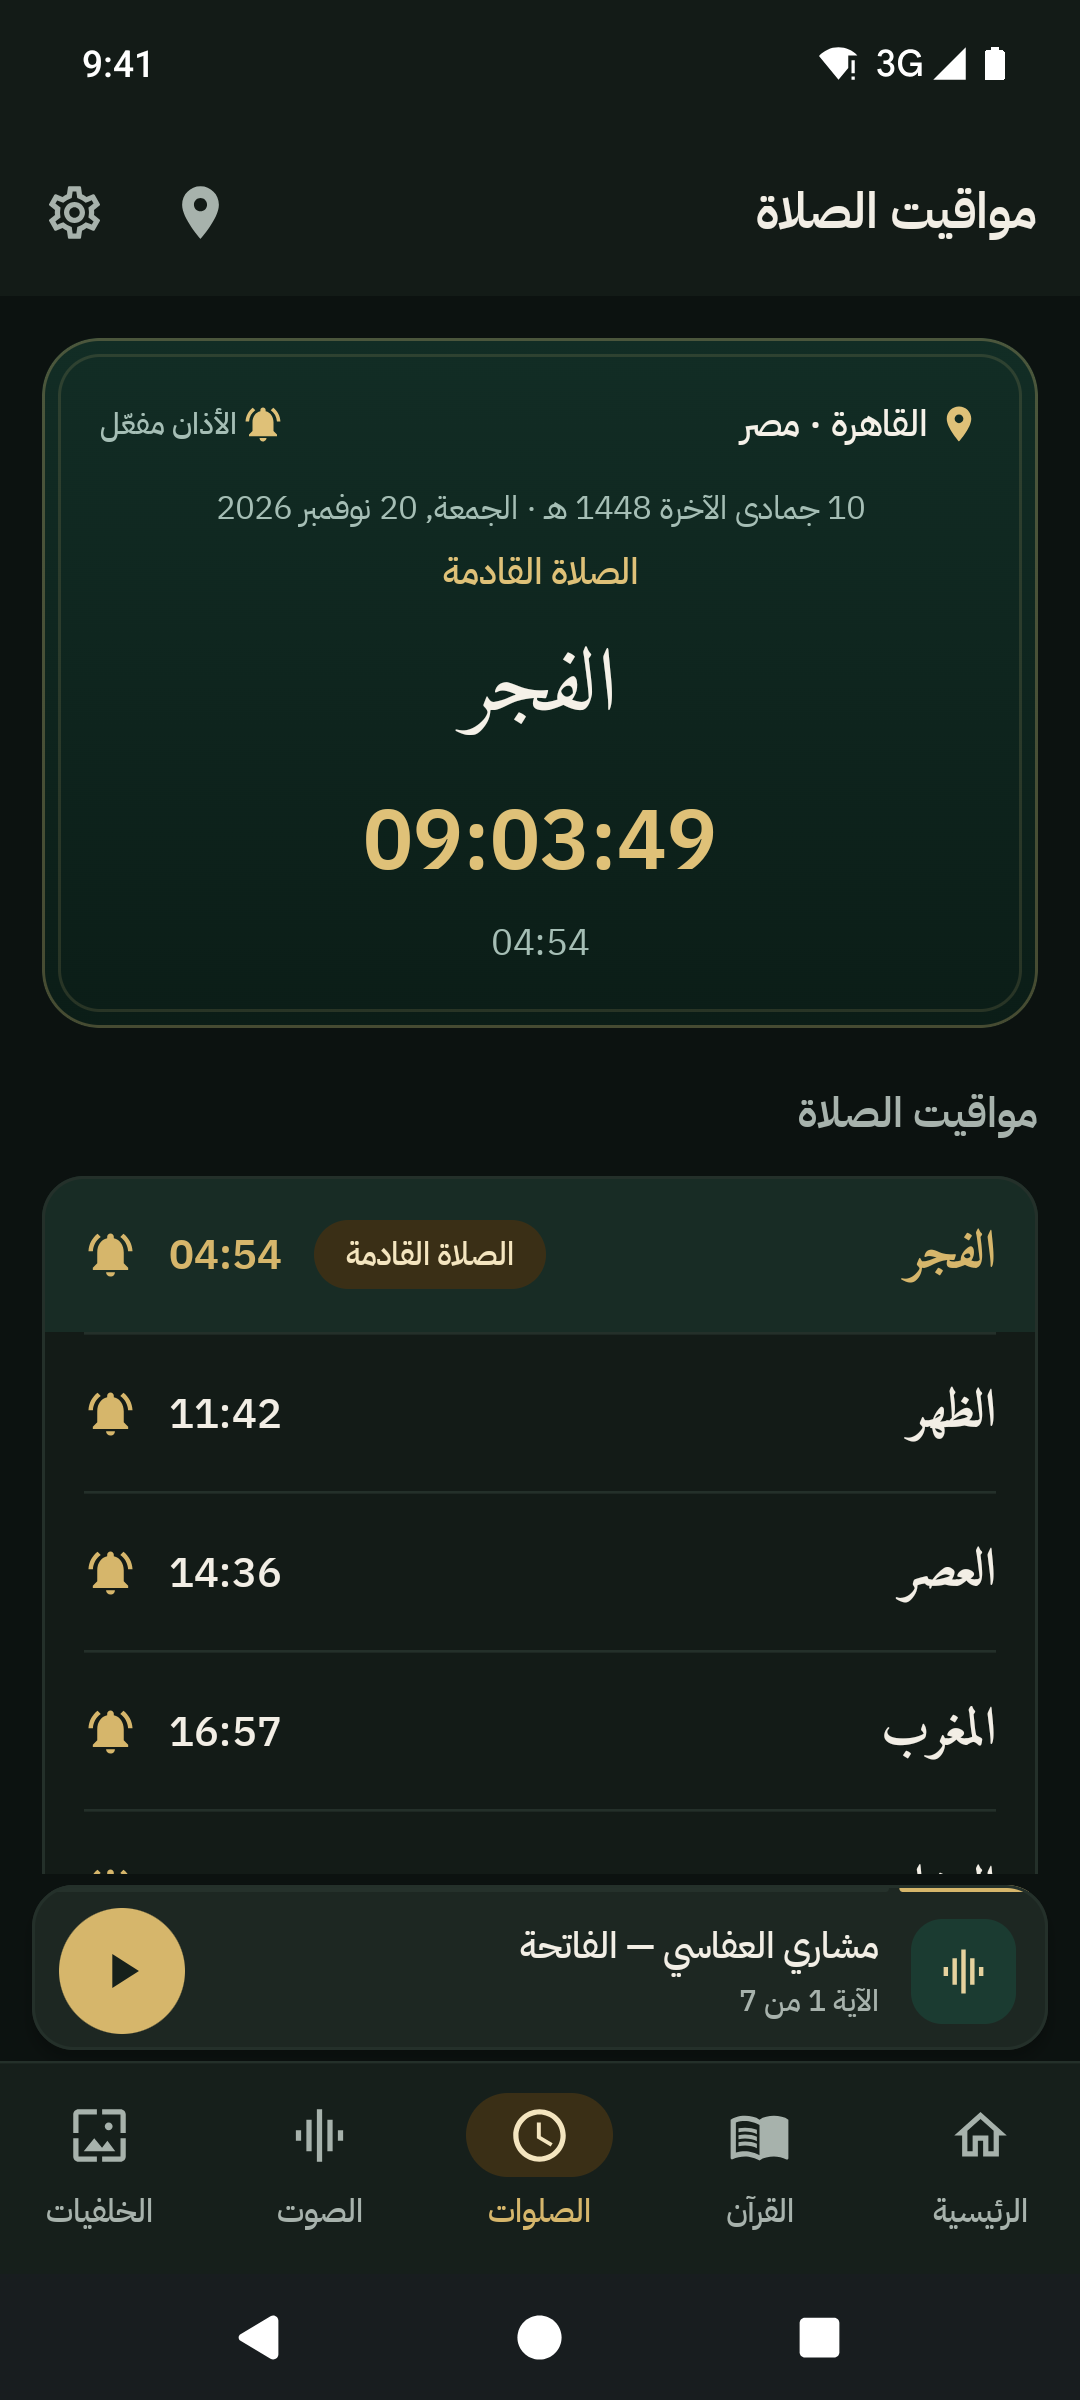 9:41
3G
مواقيت الصلاة
القاهرة · مصر
الأذان مفعّل
10 جمادى الآخرة 1448 هـ · الجمعة, 20 نوفمبر 2026
الصلاة القادمة
الفجر
09:03:49
04:54
مواقيت الصلاة
الفجر
الصلاة القادمة
04:54
الظهر
11:42
العصر
14:36
المغرب
16:57
مشاري العفاسي — الفاتحة
الآية 1 من 7
الرئيسية
القرآن
الصلوات
الصوت
الخلفيات